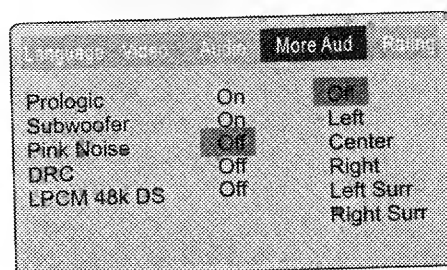 Language Video Audio More Aud Rating
Prologic On Off
Subwoofer On Left
Pink Noise Off Center
DRC Off Right
LPCM 48k DS Off Left Surr
Right Surr